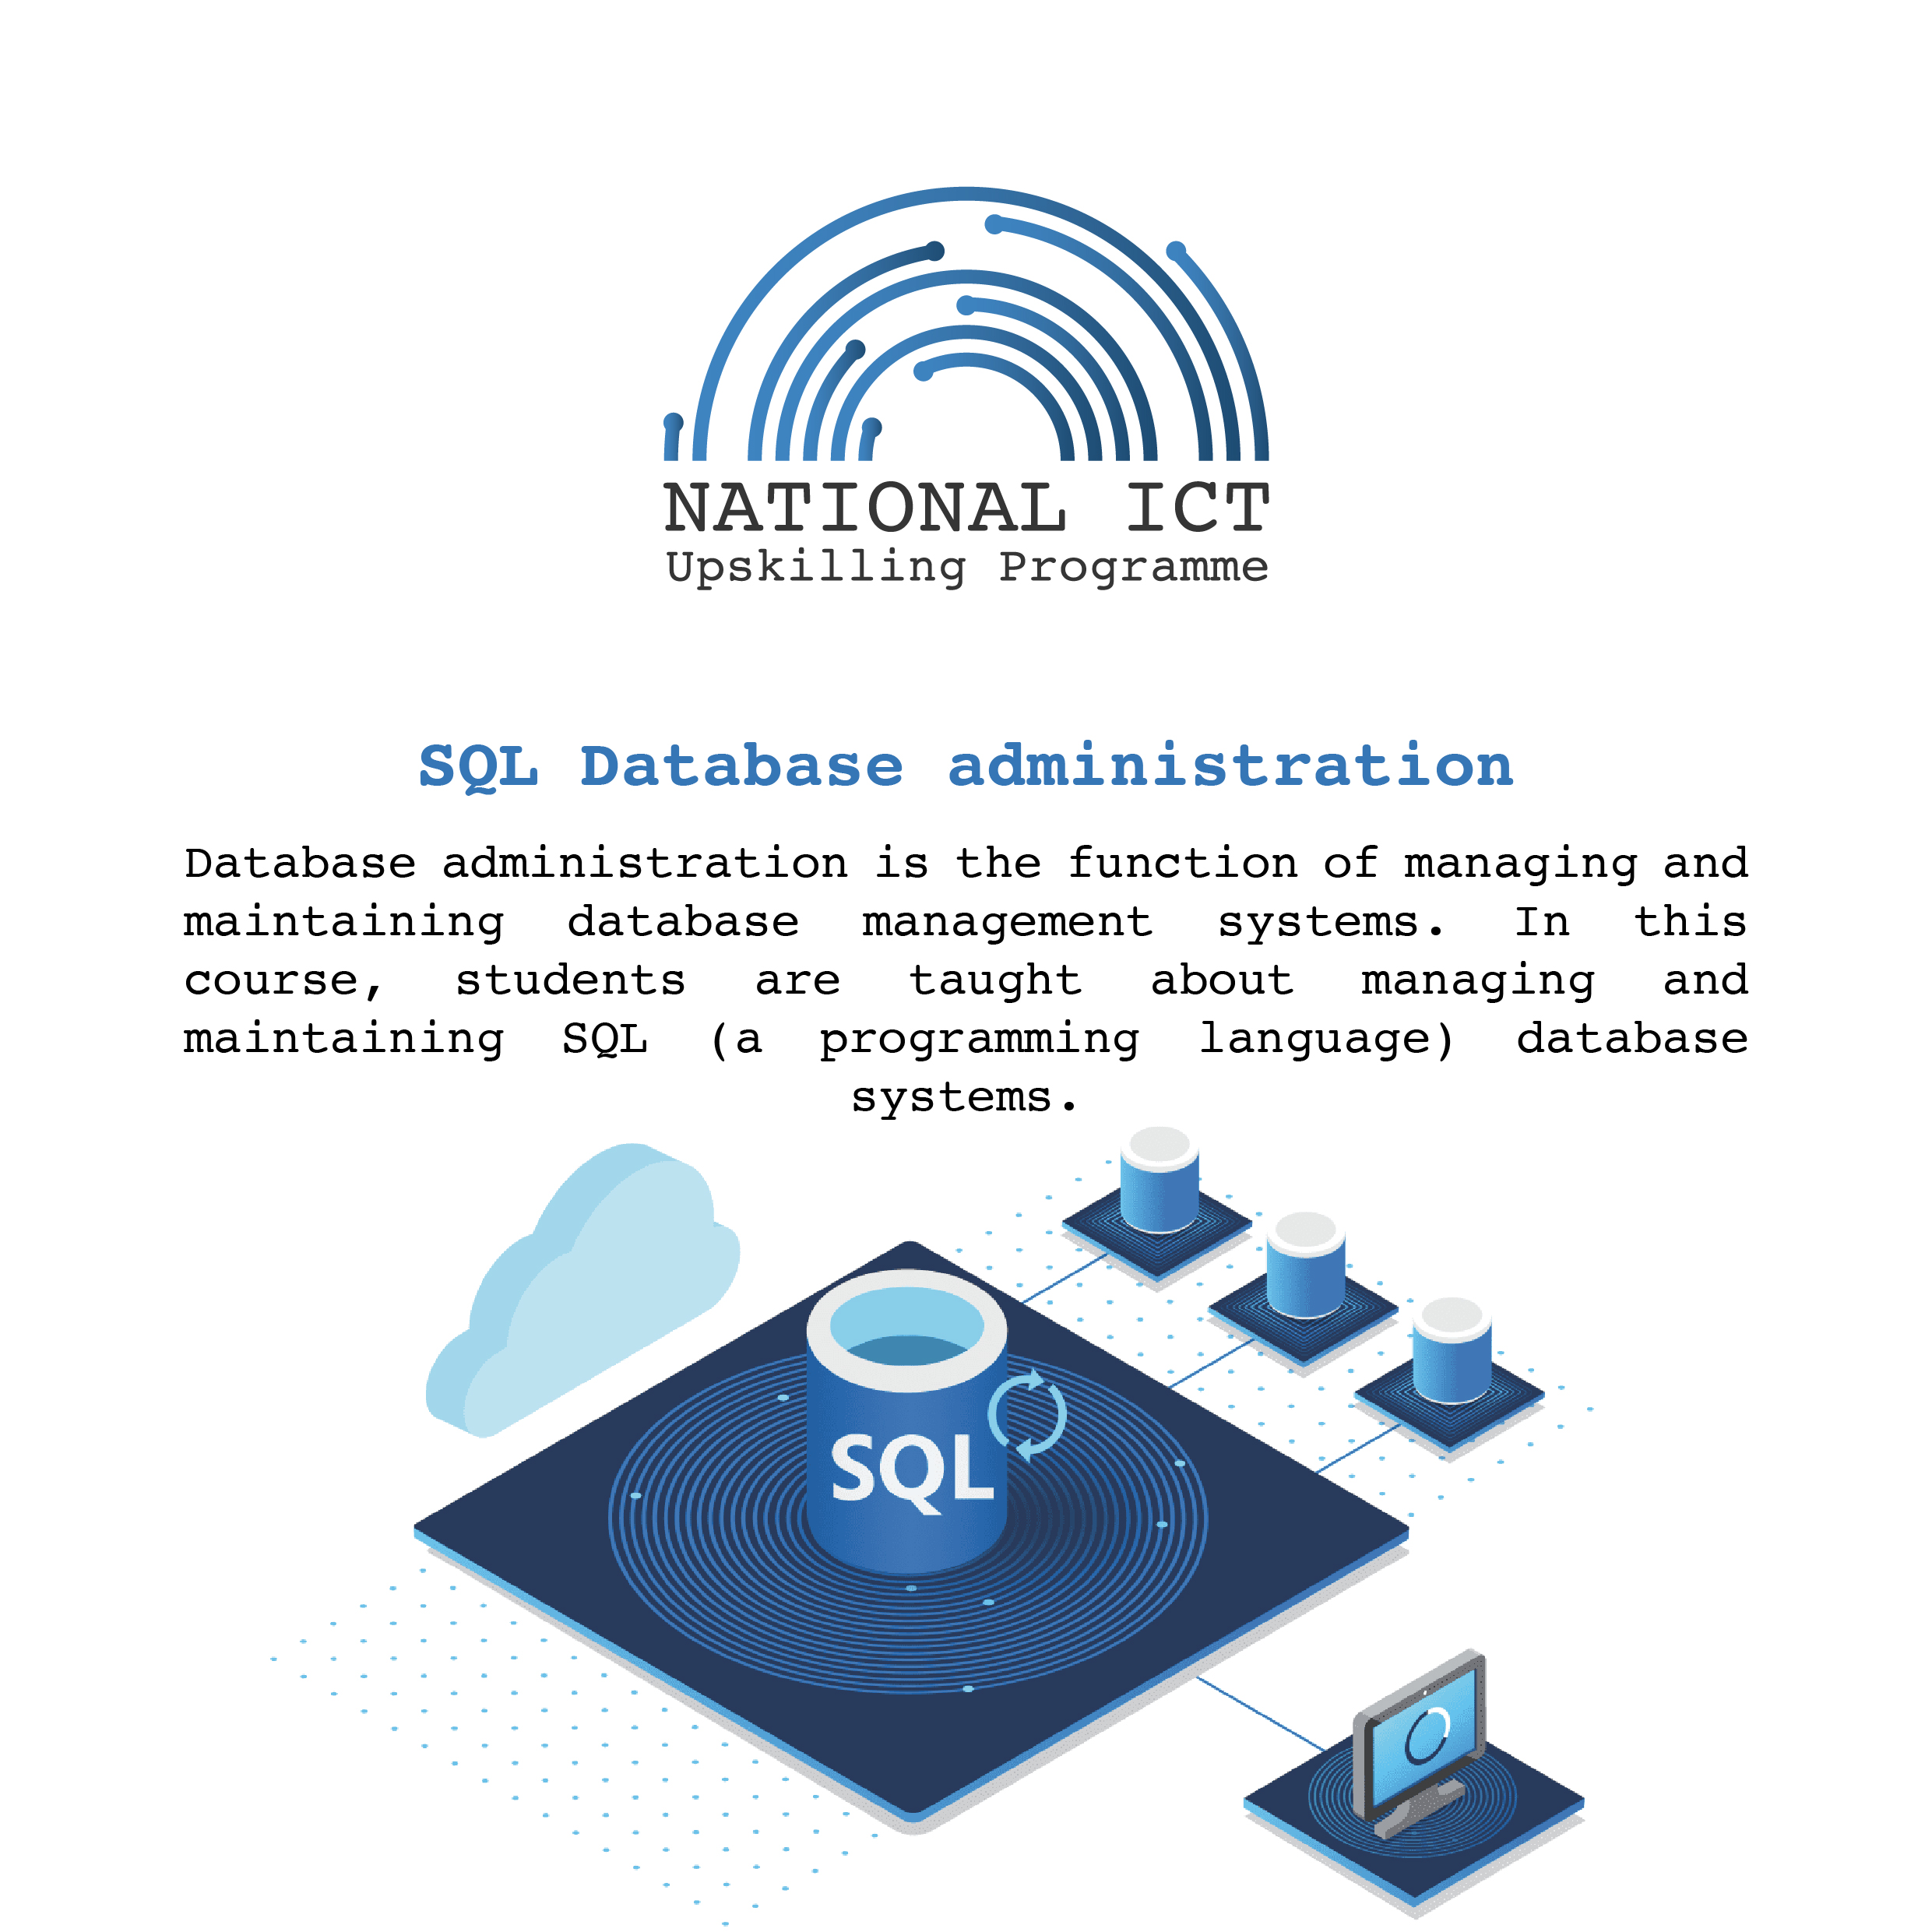 NATIONAL ICT
Upskilling Programme
SQL Database administration
Database administration is the function of managing and
maintaining database management systems. In this
course, students are taught about managing and
maintaining SQL (a programming language) database
systems.
SQL